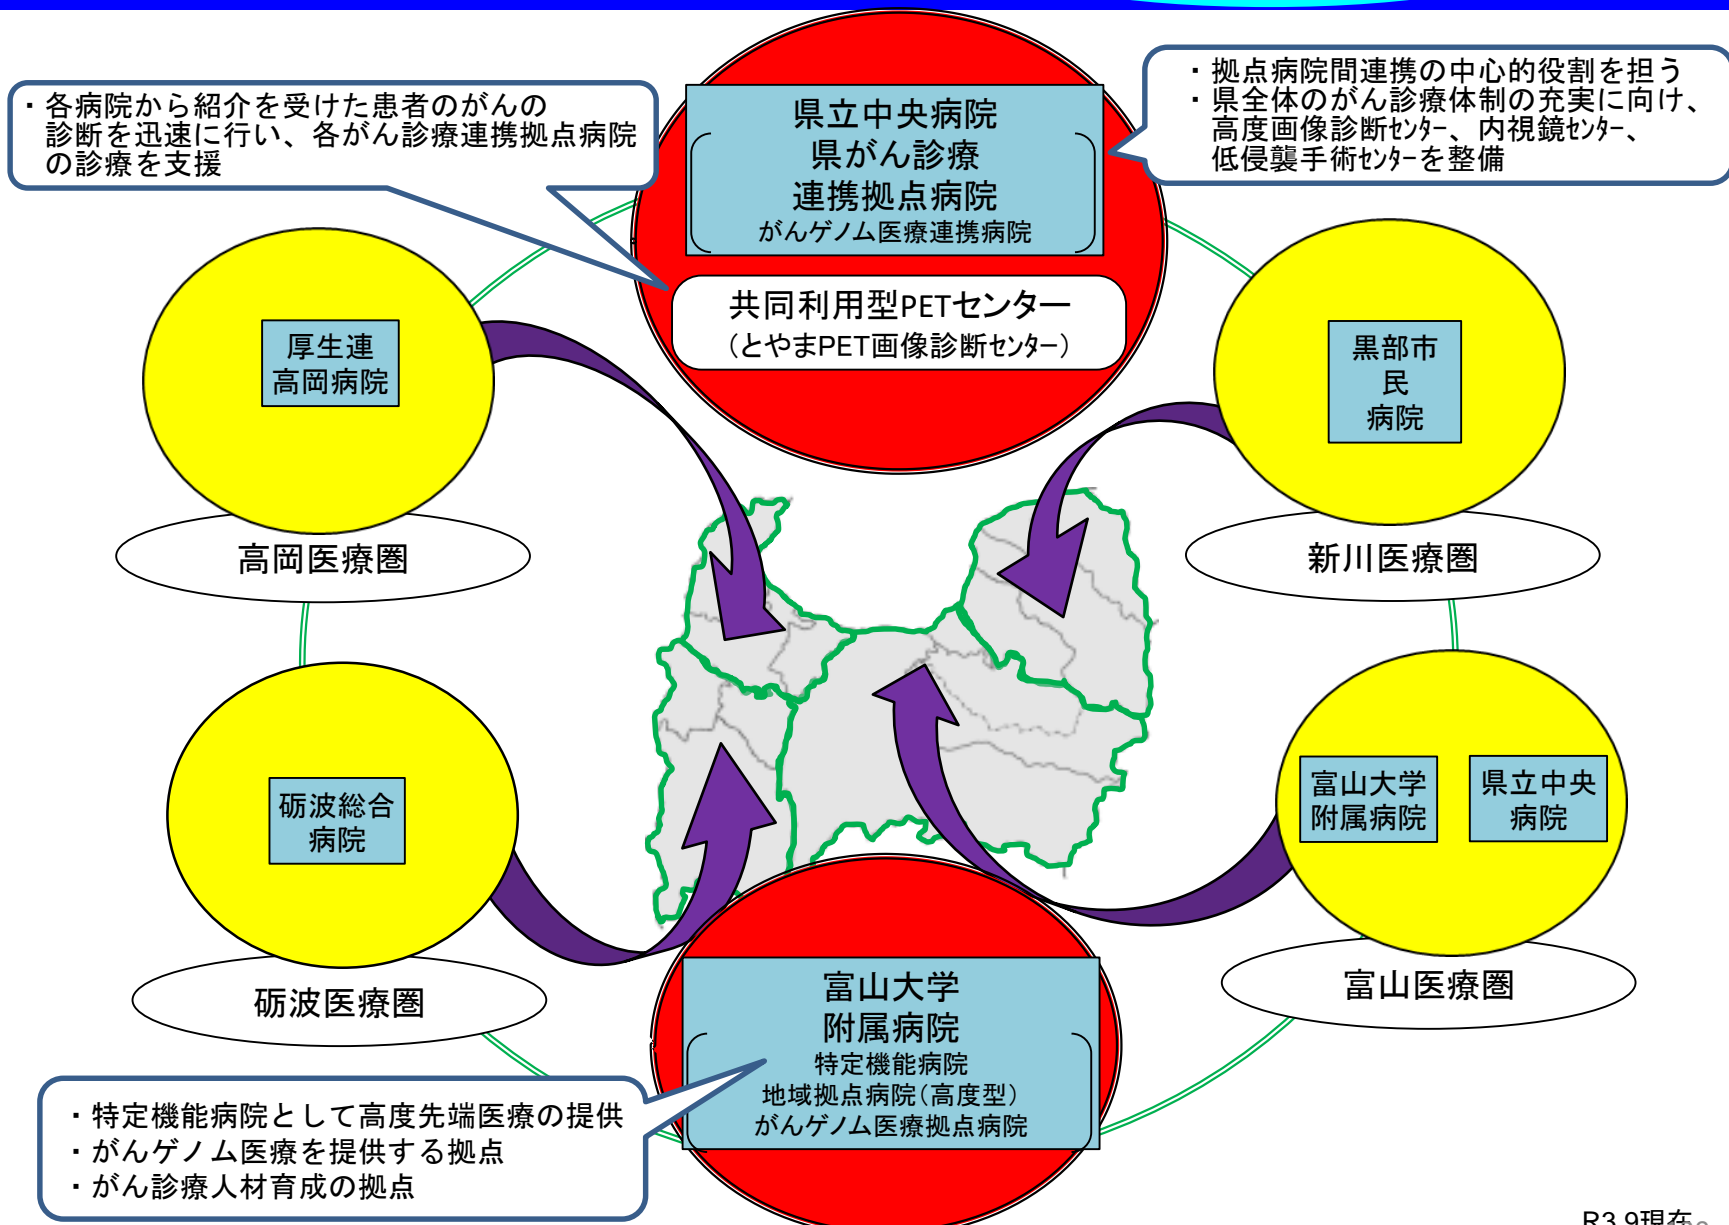 ・各病院から紹介を受けた患者のがんの
診断を迅速に行い、各がん診療連携拠点病院
の診療を支援
県立中央病院
県がん診療
連携拠点病院
がんゲノム医療連携病院
共同利用型PETセンター
（とやまPET画像診断ｾﾝﾀｰ）
・拠点病院間連携の中心的役割を担う
・県全体のがん診療体制の充実に向け、
高度画像診断ｾﾝﾀｰ、内視鏡ｾﾝﾀｰ、
低侵襲手術ｾﾝﾀｰを整備
厚生連
高岡病院
高岡医療圏
黒部市
民
病院
新川医療圏
砺波総合
病院
砺波医療圏
富山大学
附属病院
県立中央
病院
富山医療圏
富山大学
附属病院
特定機能病院
地域拠点病院（高度型）
がんゲノム医療拠点病院
・特定機能病院として高度先端医療の提供
・がんゲノム医療を提供する拠点
・がん診療人材育成の拠点
R3.9現在